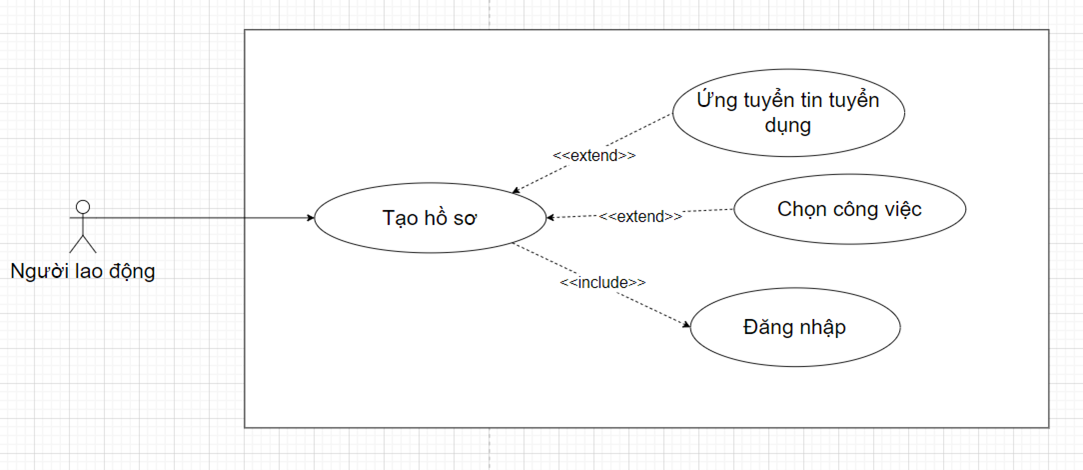 Ứng tuyển tin tuyển
dụng
<<extend>>
Chọn công việc
<<extend>>
Tạo hồ sơ
Người lao động
<<include>>
Đăng nhập